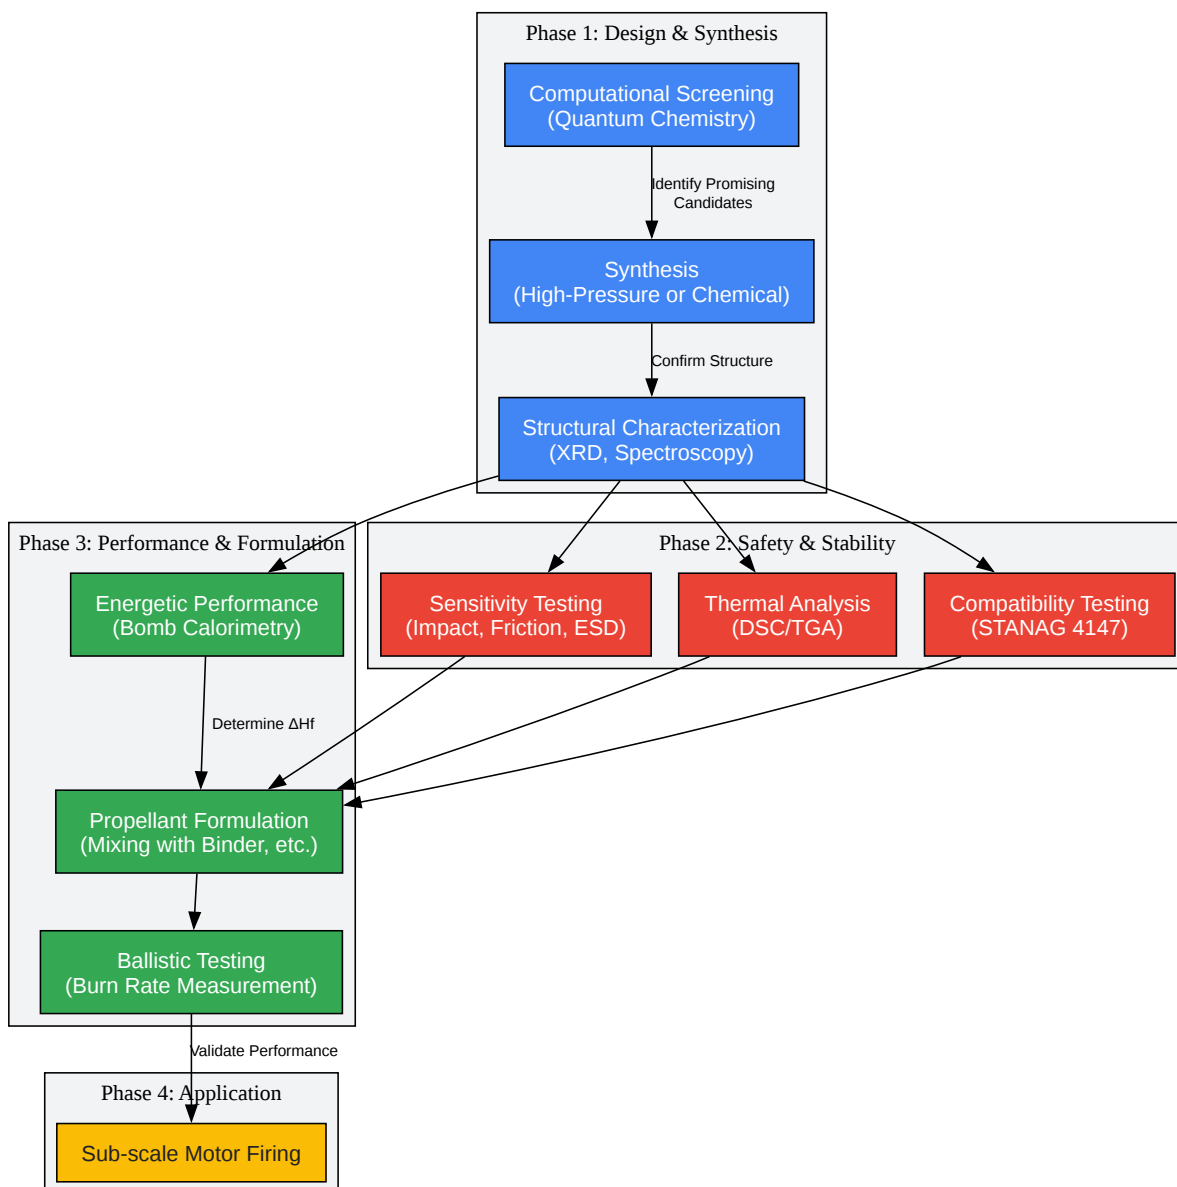 Phase 1: Design & Synthesis
Computational Screening
(Quantum Chemistry)
Identify Promising
Candidates
Synthesis
(High-Pressure or Chemical)
Confirm Structure
Structural Characterization
(XRD, Spectroscopy)
Phase 3: Performance & Formulation
Phase 2: Safety & Stability
Energetic Performance
(Bomb Calorimetry)
Sensitivity Testing
(Impact, Friction, ESD)
Thermal Analysis
(DSC/TGA)
Compatibility Testing
(STANAG 4147)
Determine ΔHf
Propellant Formulation
(Mixing with Binder, etc.)
Ballistic Testing
(Burn Rate Measurement)
Validate Performance
Phase 4: Application
Sub-scale Motor Firing